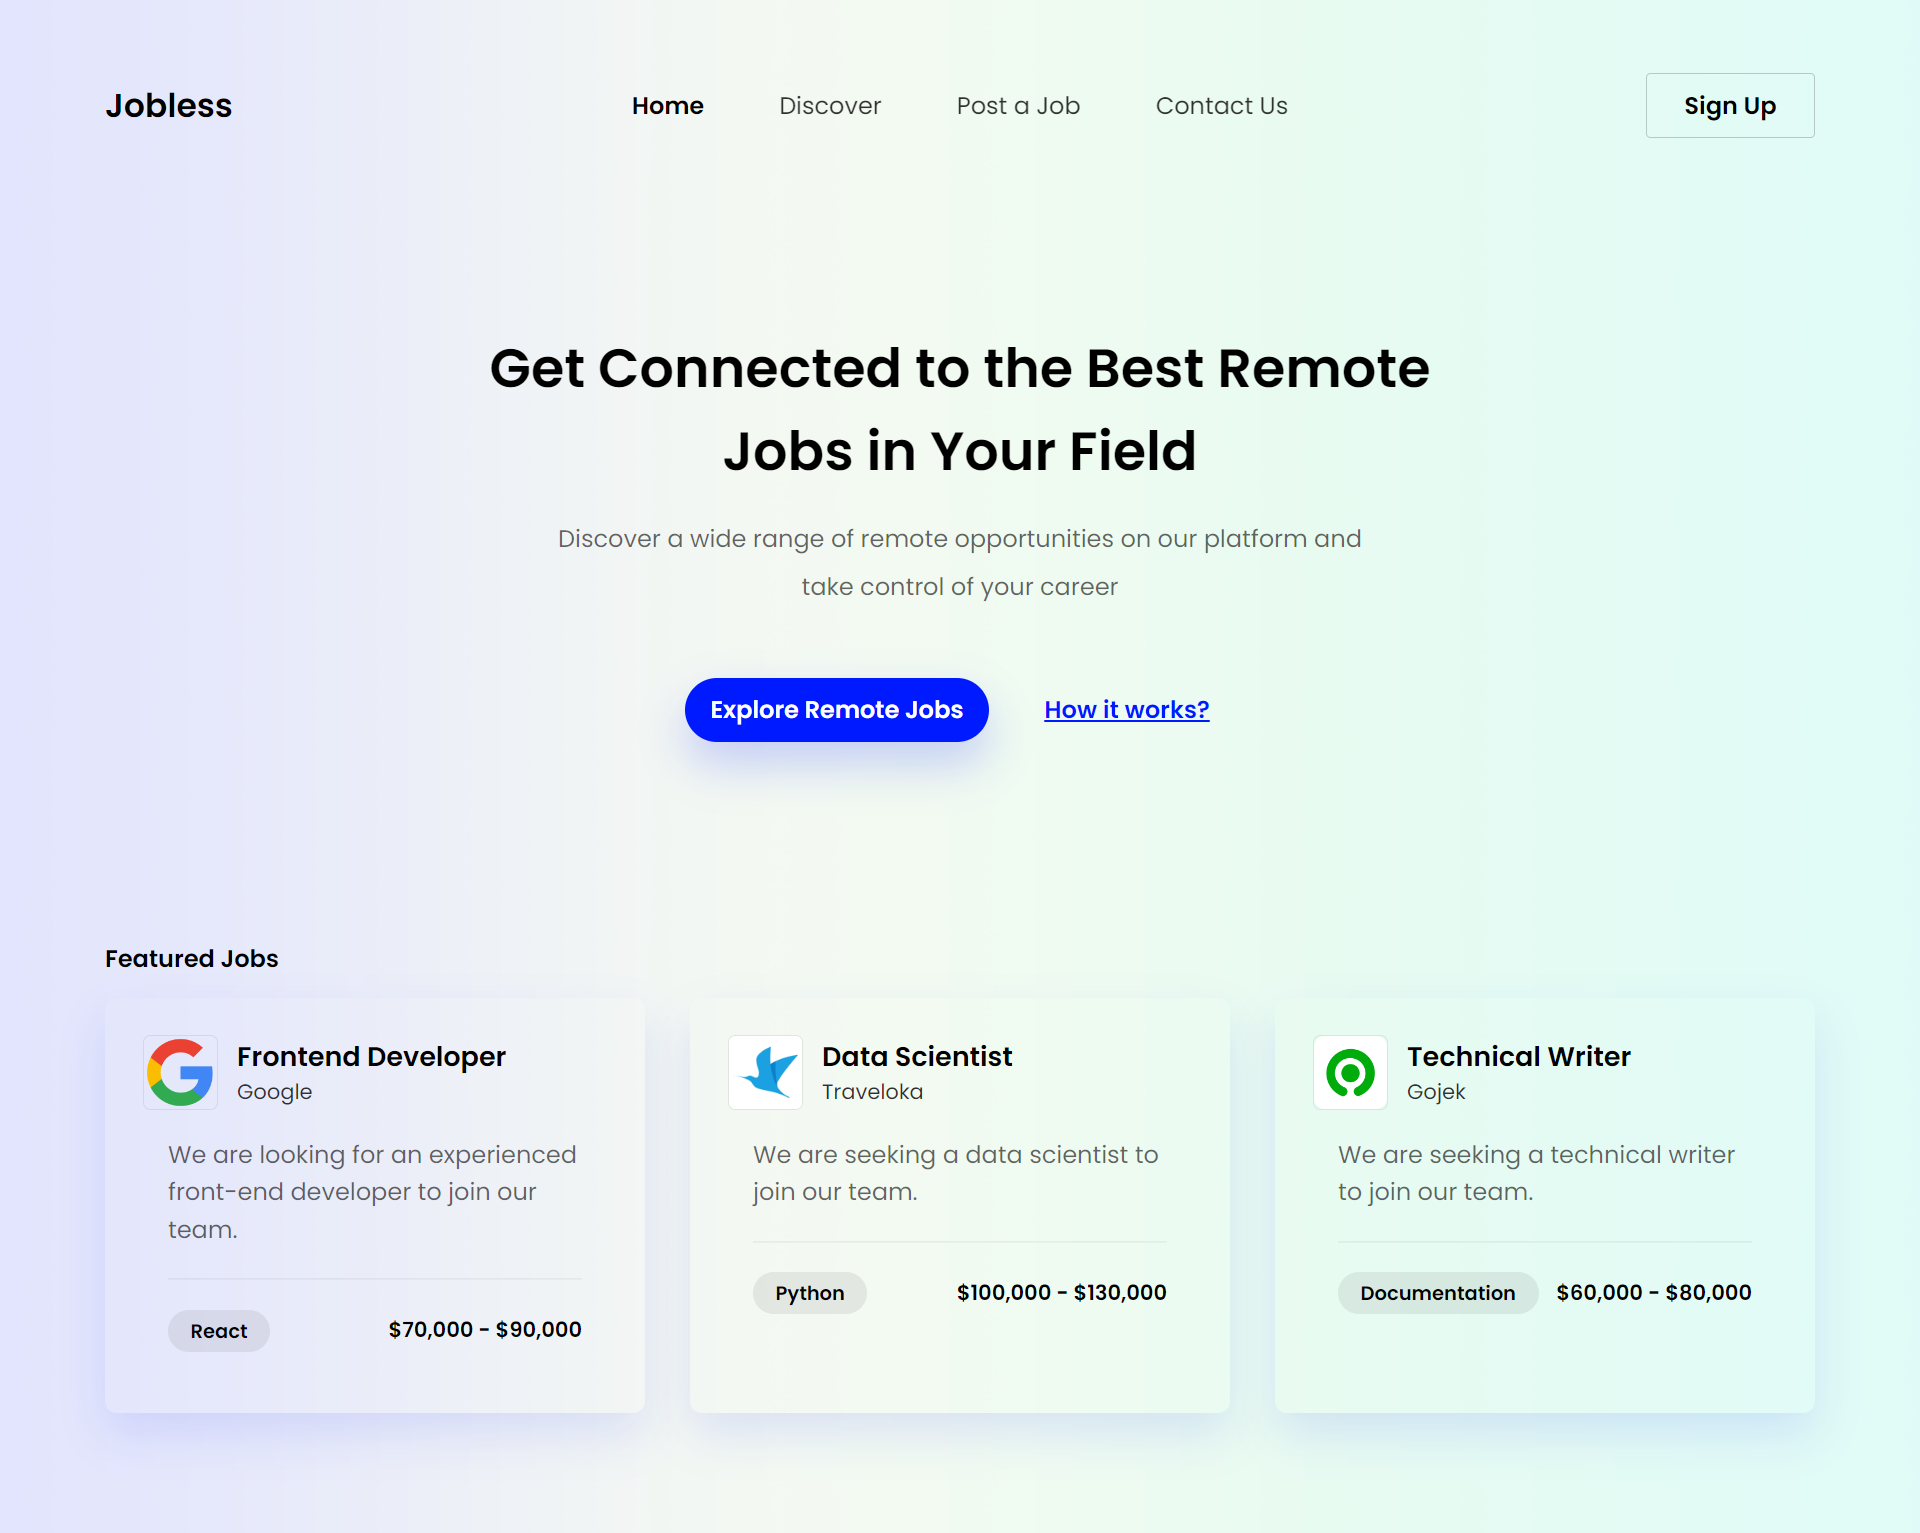 Jobless
Home
Discover
Post a Job
Contact Us
Sign Up
Get Connected to the Best Remote
Jobs in Your Field
Discover a wide range of remote opportunities on our platform and
take control of your career
Explore Remote Jobs
How it works?
Featured Jobs
Frontend Developer
Google
We are looking for an experienced
front-end developer to join our
team.
React
$70,000 - $90,000
Data Scientist
Traveloka
We are seeking a data scientist to
join our team.
Python
$100,000 - $130,000
Technical Writer
Gojek
We are seeking a technical writer
to join our team.
Documentation
$60,000 - $80,000